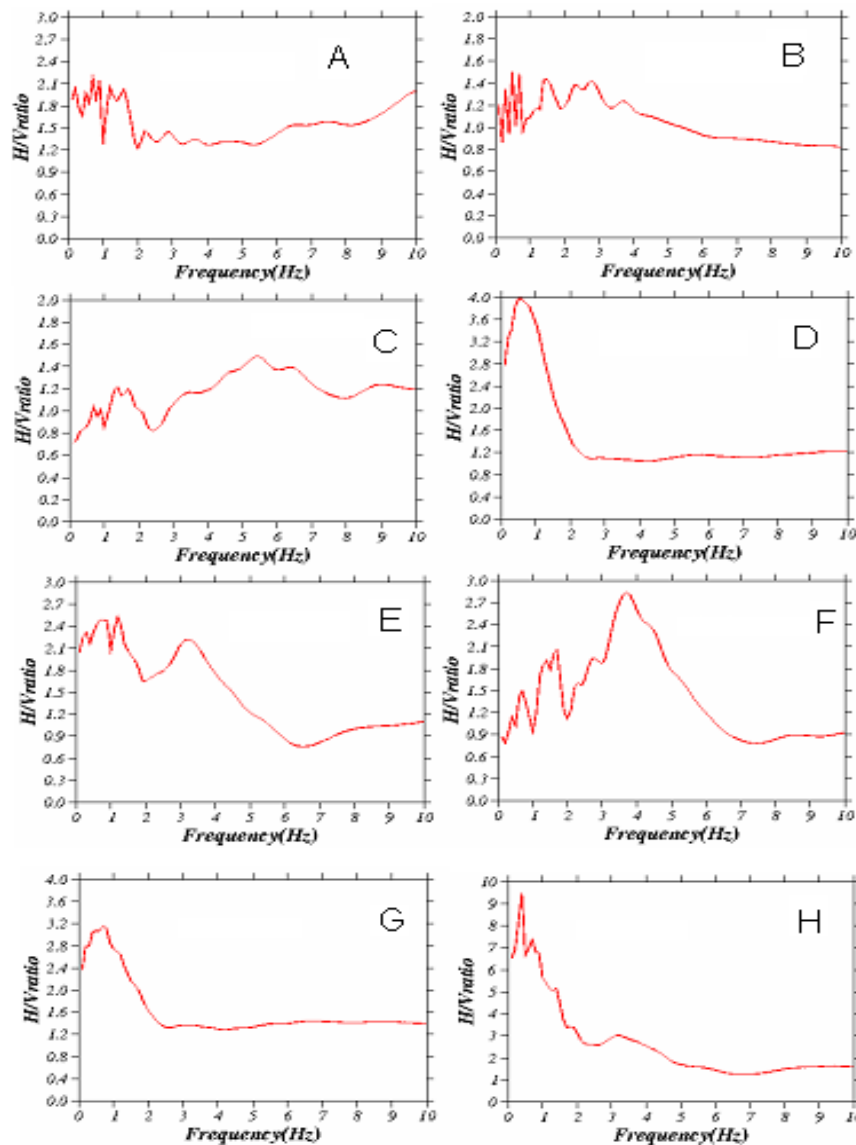 A
3.0
2.7
2.4
2.1
1.8
1.5
1.2
0.9
0.6
0.3
0.0
H/Vratio
0 1 2 3 4 5 6 7 8 9 10
Frequency(Hz)
B
2.0
1.8
1.6
1.4
1.2
1.0
0.8
0.6
0.4
0.2
0.0
H/Vratio
0 1 2 3 4 5 6 7 8 9 10
Frequency(Hz)
C
2.0
1.8
1.6
1.4
1.2
1.0
0.8
0.6
0.4
0.2
0.0
H/Vratio
0 1 2 3 4 5 6 7 8 9 10
Frequency(Hz)
D
4.0
3.6
3.2
2.8
2.4
2.0
1.6
1.2
0.8
0.4
0.0
H/Vratio
0 1 2 3 4 5 6 7 8 9 10
Frequency(Hz)
E
3.0
2.7
2.4
2.1
1.8
1.5
1.2
0.9
0.6
0.3
0.0
H/Vratio
0 1 2 3 4 5 6 7 8 9 10
Frequency(Hz)
F
3.0
2.7
2.4
2.1
1.8
1.5
1.2
0.9
0.6
0.3
0.0
H/Vratio
0 1 2 3 4 5 6 7 8 9 10
Frequency(Hz)
G
4.0
3.6
3.2
2.8
2.4
2.0
1.6
1.2
0.8
0.4
0.0
H/Vratio
0 1 2 3 4 5 6 7 8 9 10
Frequency(Hz)
H
10
9
8
7
6
5
4
3
2
1
0
H/Vratio
0 1 2 3 4 5 6 7 8 9 10
Frequency(Hz)